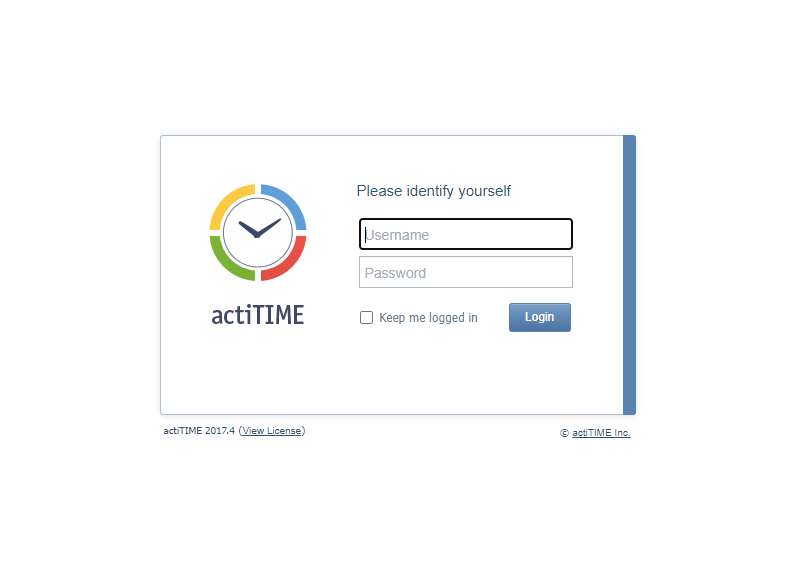 Please identify yourself
Username
Password
actiTIME
Keep me logged in
Login
actiTIME 2017.4 (View License)
© actiTIME Inc.